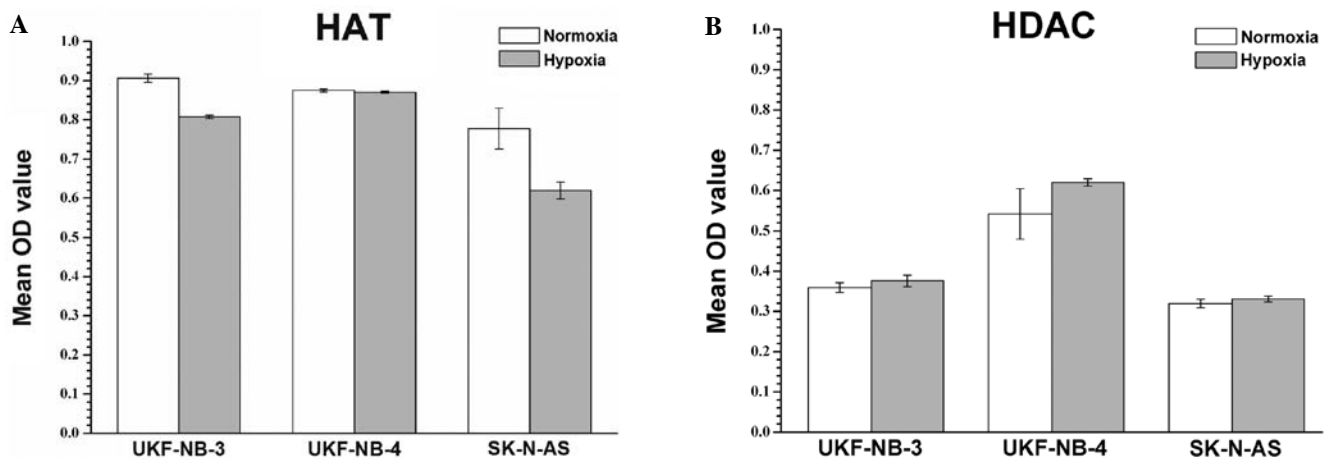 A
HAT
Normoxia
Hypoxia
Mean OD value
1.0
0.9
0.8
0.7
0.6
0.5
0.4
0.3
0.2
0.1
0.0
UKF-NB-3 UKF-NB-4 SK-N-AS
B
HDAC
Normoxia
Hypoxia
Mean OD value
1.0
0.9
0.8
0.7
0.6
0.5
0.4
0.3
0.2
0.1
0.0
UKF-NB-3 UKF-NB-4 SK-N-AS